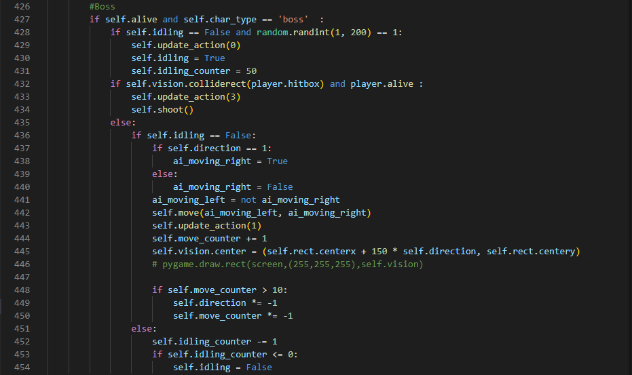 426 #Boss
427 if self.alive and self.char_type == 'boss'  :
428 if self.idling == False and random.randint(1, 200) == 1:
429 self.update_action(0)
430 self.idling = True
431 self.idling_counter = 50
432 if self.vision.colliderect(player.hitbox) and player.alive :
433 self.update_action(3)
434 self.shoot()
435 else:
436 if self.idling == False:
437 if self.direction == 1:
438 ai_moving_right = True
439 else:
440 ai_moving_right = False
441 ai_moving_left = not ai_moving_right
442 self.move(ai_moving_left, ai_moving_right)
443 self.update_action(1)
444 self.move_counter += 1
445 self.vision.center = (self.rect.centerx + 150 * self.direction, self.rect.centery)
446 # pygame.draw.rect(screen,(255,255,255),self.vision)
447
448 if self.move_counter > 10:
449 self.direction *= -1
450 self.move_counter *= -1
451 else:
452 self.idling_counter -= 1
453 if self.idling_counter <= 0:
454 self.idling = False